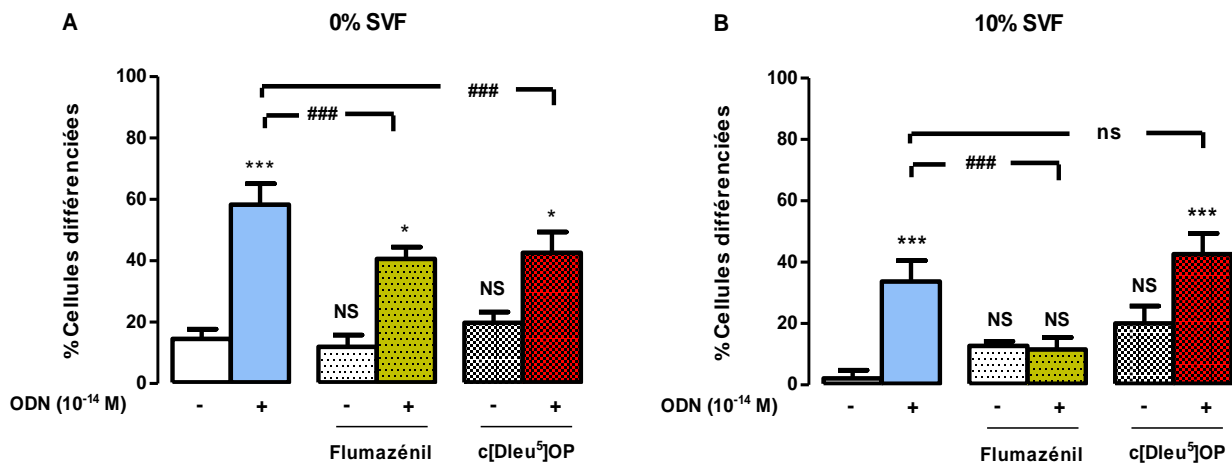 A
0% SVF
% Cellules différenciées
100
80
60
40
20
0
###
###
***
NS
*
NS
*
ODN (10⁻¹⁴ M)
- + - + - +
Flumazénil
c[Dleu⁵]OP
B
10% SVF
% Cellules différenciées
100
80
60
40
20
0
ns
###
***
NS
NS
NS
***
ODN (10⁻¹⁴ M)
- + - + - +
Flumazénil
c[Dleu⁵]OP